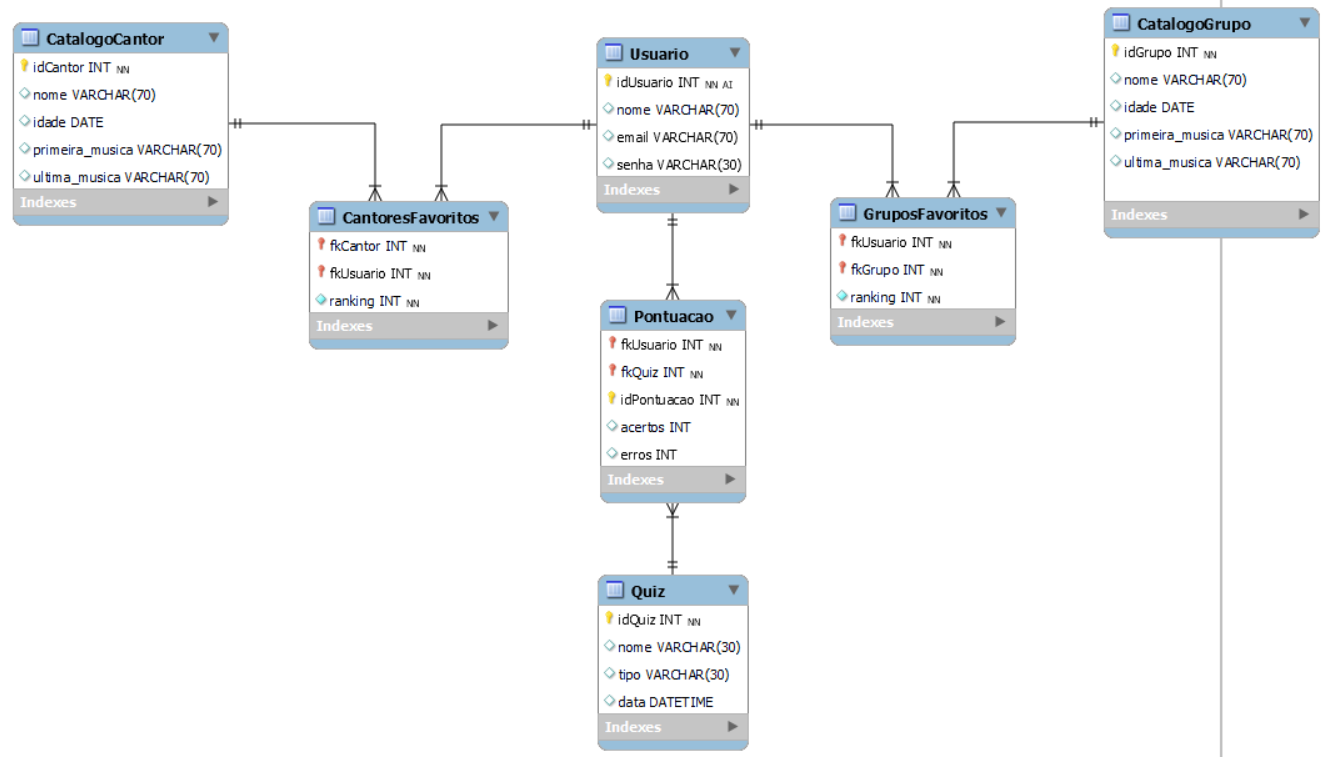 CatalogoCantor
idCantor INT NN
nome VARCHAR(70)
idade DATE
primeira_musica VARCHAR(70)
ultima_musica VARCHAR(70)
Indexes
CantoresFavoritos
fkCantor INT NN
fkUsuario INT NN
ranking INT NN
Indexes
Usuario
idUsuario INT NN AI
nome VARCHAR(70)
email VARCHAR(70)
senha VARCHAR(30)
Indexes
Pontuacao
fkUsuario INT NN
fkQuiz INT NN
idPontuacao INT NN
acertos INT
erros INT
Indexes
Quiz
idQuiz INT NN
nome VARCHAR(30)
tipo VARCHAR(30)
data DATETIME
Indexes
GruposFavoritos
fkUsuario INT NN
fkGrupo INT NN
ranking INT NN
Indexes
CatalogoGrupo
idGrupo INT NN
nome VARCHAR(70)
idade DATE
primeira_música VARCHAR(70)
ultima_musica VARCHAR(70)
Indexes